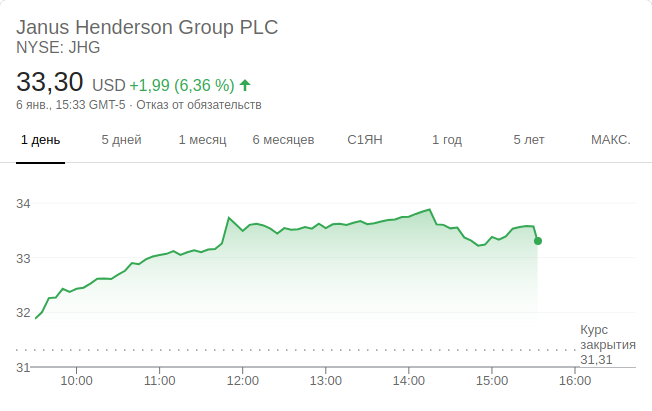 Janus Henderson Group PLC
NYSE: JHG
33,30 USD +1,99 (6,36 %)
6 янв., 15:33 GMT-5 · Отказ от обязательств
1 день 5 дней 1 месяц 6 месяцев С1ЯН 1 год 5 лет МАКС.
34
33
32
Курс
закрытия
31,31
31
10:00 11:00 12:00 13:00 14:00 15:00 16:00